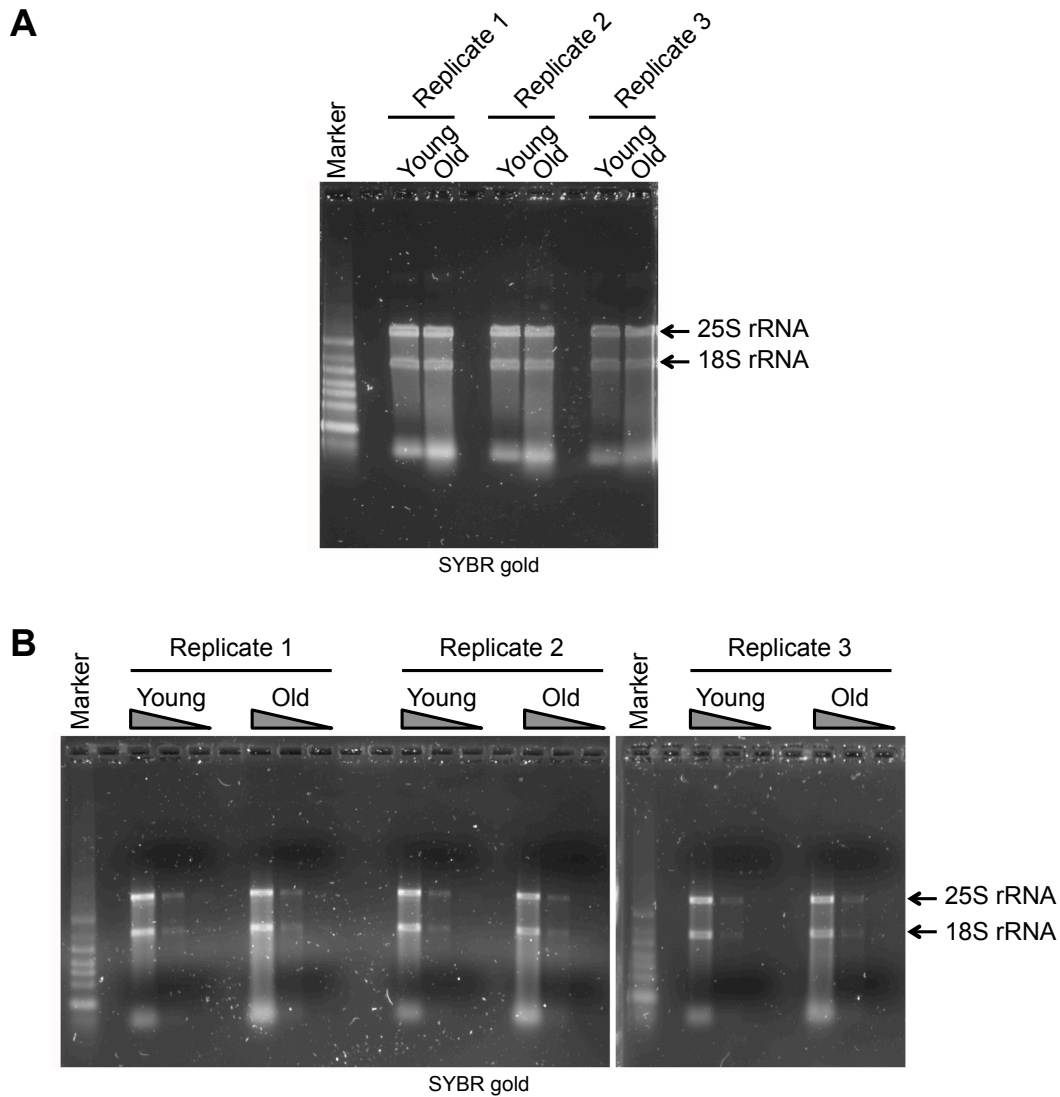 A
Replicate 1
Replicate 2
Replicate 3
Marker
Young
Old
Young
Old
Young
Old
25S rRNA
18S rRNA
SYBR gold
B
Replicate 1
Replicate 2
Replicate 3
Marker
Young
Old
Young
Old
Marker
Young
Old
25S rRNA
18S rRNA
SYBR gold